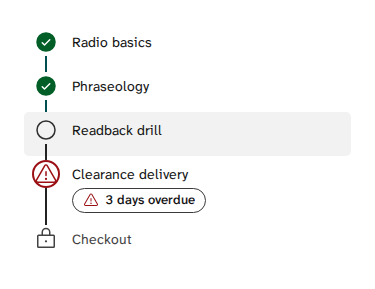 Radio basics
Phraseology
Readback drill
Clearance delivery
3 days overdue
Checkout